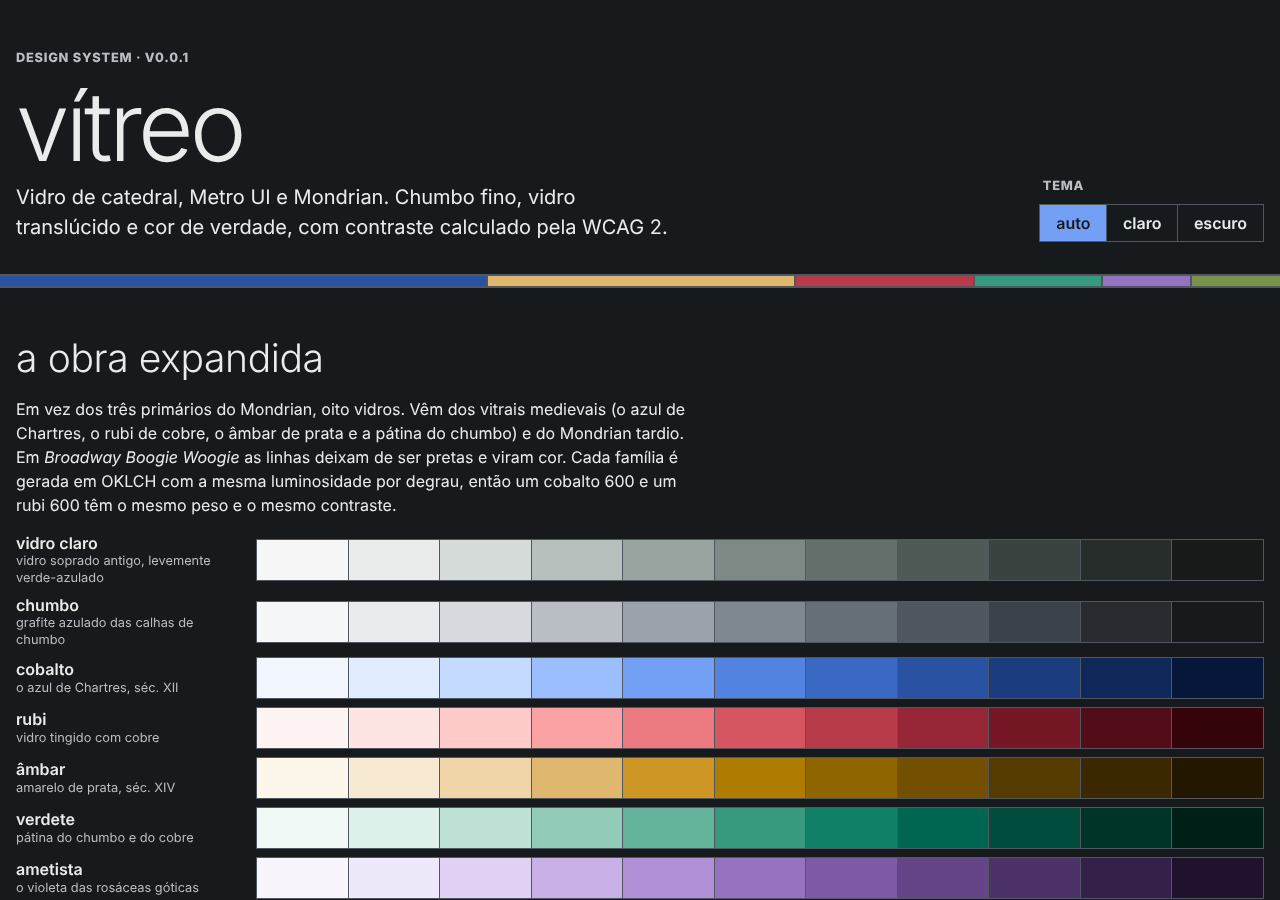 DESIGN SYSTEM · V0.0.1
vítreo
Vidro de catedral, Metro UI e Mondrian. Chumbo fino, vidro
translúcido e cor de verdade, com contraste calculado pela WCAG 2.
TEMA
auto claro escuro
a obra expandida
Em vez dos três primários do Mondrian, oito vidros. Vêm dos vitrais medievais (o azul de
Chartres, o rubi de cobre, o âmbar de prata e a pátina do chumbo) e do Mondrian tardio.
Em Broadway Boogie Woogie as linhas deixam de ser pretas e viram cor. Cada família é
gerada em OKLCH com a mesma luminosidade por degrau, então um cobalto 600 e um
rubi 600 têm o mesmo peso e o mesmo contraste.
vidro claro
vidro soprado antigo, levemente
verde-azulado
chumbo
grafite azulado das calhas de
chumbo
cobalto
o azul de Chartres, séc. XII
rubi
vidro tingido com cobre
âmbar
amarelo de prata, séc. XIV
verdete
pátina do chumbo e do cobre
ametista
o violeta das rosáceas góticas